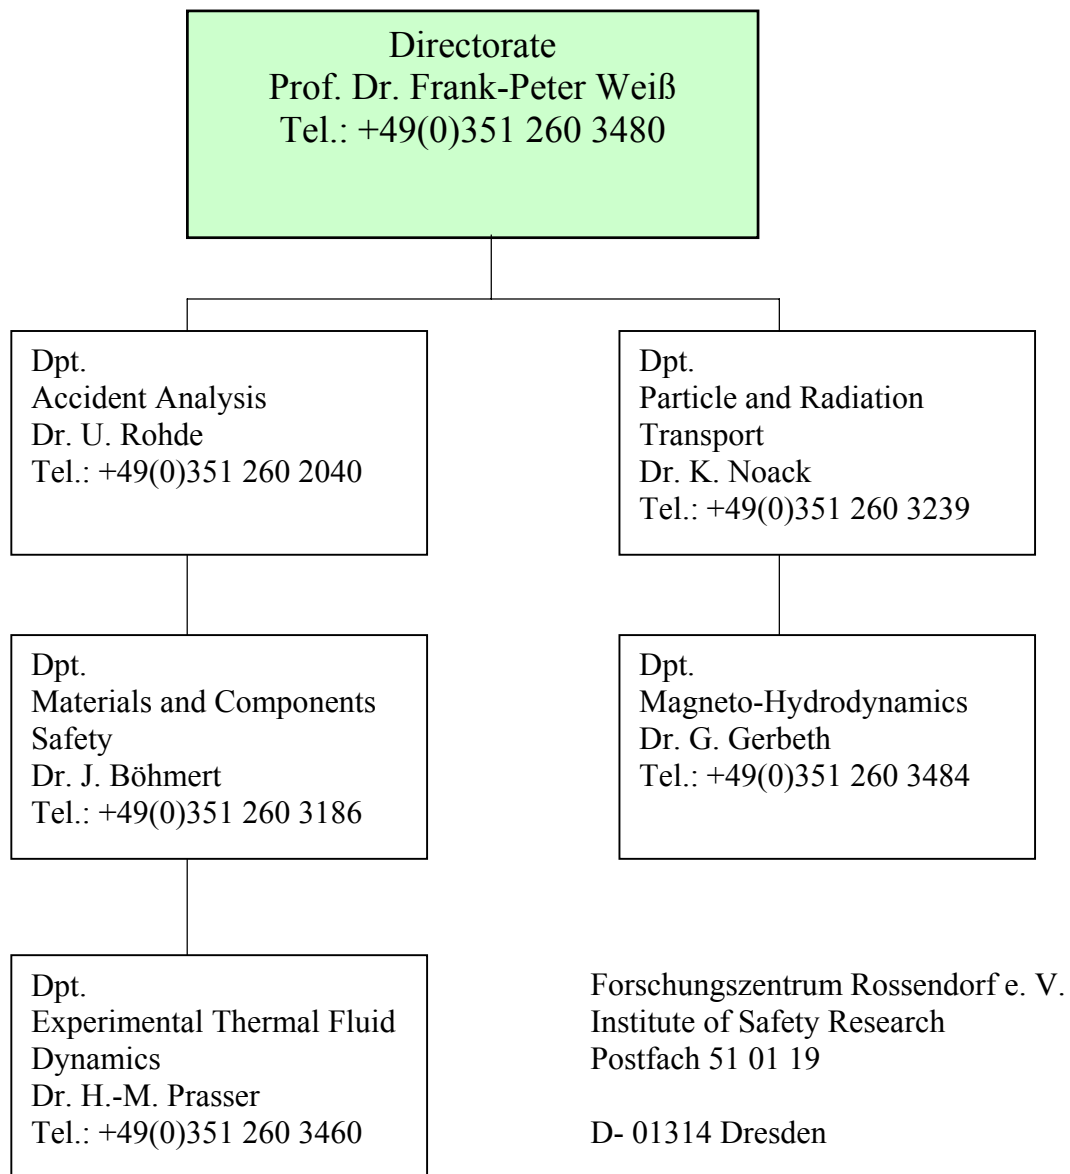 Directorate
Prof. Dr. Frank-Peter Weiß
Tel.: +49(0)351 260 3480
Dpt.
Accident Analysis
Dr. U. Rohde
Tel.: +49(0)351 260 2040
Dpt.
Particle and Radiation
Transport
Dr. K. Noack
Tel.: +49(0)351 260 3239
Dpt.
Materials and Components
Safety
Dr. J. Böhmert
Tel.: +49(0)351 260 3186
Dpt.
Magneto-Hydrodynamics
Dr. G. Gerbeth
Tel.: +49(0)351 260 3484
Dpt.
Experimental Thermal Fluid
Dynamics
Dr. H.-M. Prasser
Tel.: +49(0)351 260 3460
Forschungszentrum Rossendorf e. V.
Institute of Safety Research
Postfach 51 01 19
D- 01314 Dresden